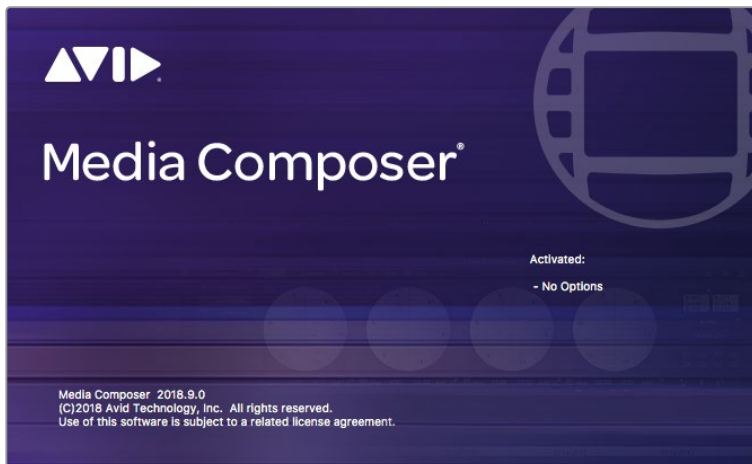 AVID
Media Composer®
Activated:
- No Options
Media Composer 2018.9.0
(C)2018 Avid Technology, Inc. All rights reserved.
Use of this software is subject to a related license agreement.